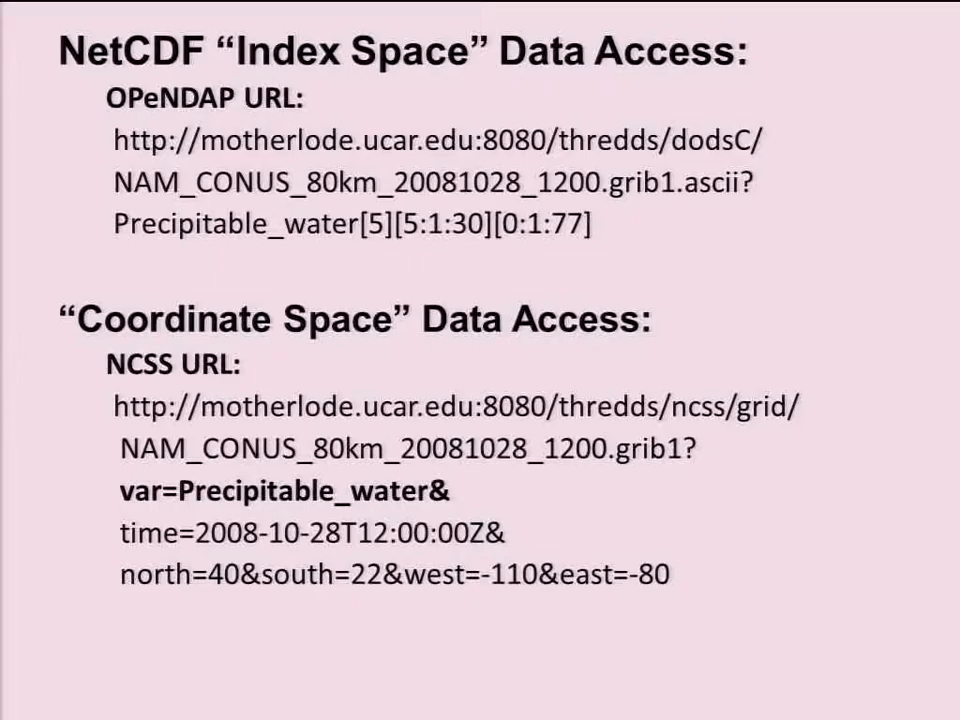 NetCDF “Index Space” Data Access:
OPeNDAP URL:
http://motherlode.ucar.edu:8080/thredds/dodsC/
NAM_CONUS_80km_20081028_1200.grib1.ascii?
Precipitable_water[5][5:1:30][0:1:77]
“Coordinate Space” Data Access:
NCSS URL:
http://motherlode.ucar.edu:8080/thredds/ncss/grid/
NAM_CONUS_80km_20081028_1200.grib1?
var=Precipitable_water&
time=2008-10-28T12:00:00Z&
north=40&south=22&west=-110&east=-80